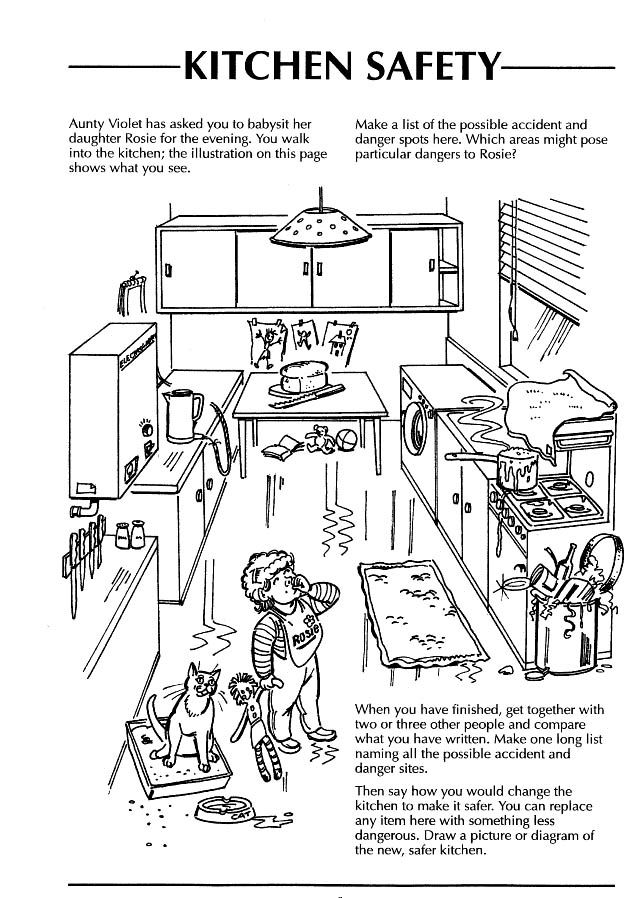 KITCHEN SAFETY
Aunty Violet has asked you to babysit her
daughter Rosie for the evening. You walk
into the kitchen; the illustration on this page
shows what you see.
Make a list of the possible accident and
danger spots here. Which areas might pose
particular dangers to Rosie?
ROSIE
CAT
When you have finished, get together with
two or three other people and compare
what you have written. Make one long list
naming all the possible accident and
danger sites.
Then say how you would change the
kitchen to make it safer. You can replace
any item here with something less
dangerous. Draw a picture or diagram of
the new, safer kitchen.